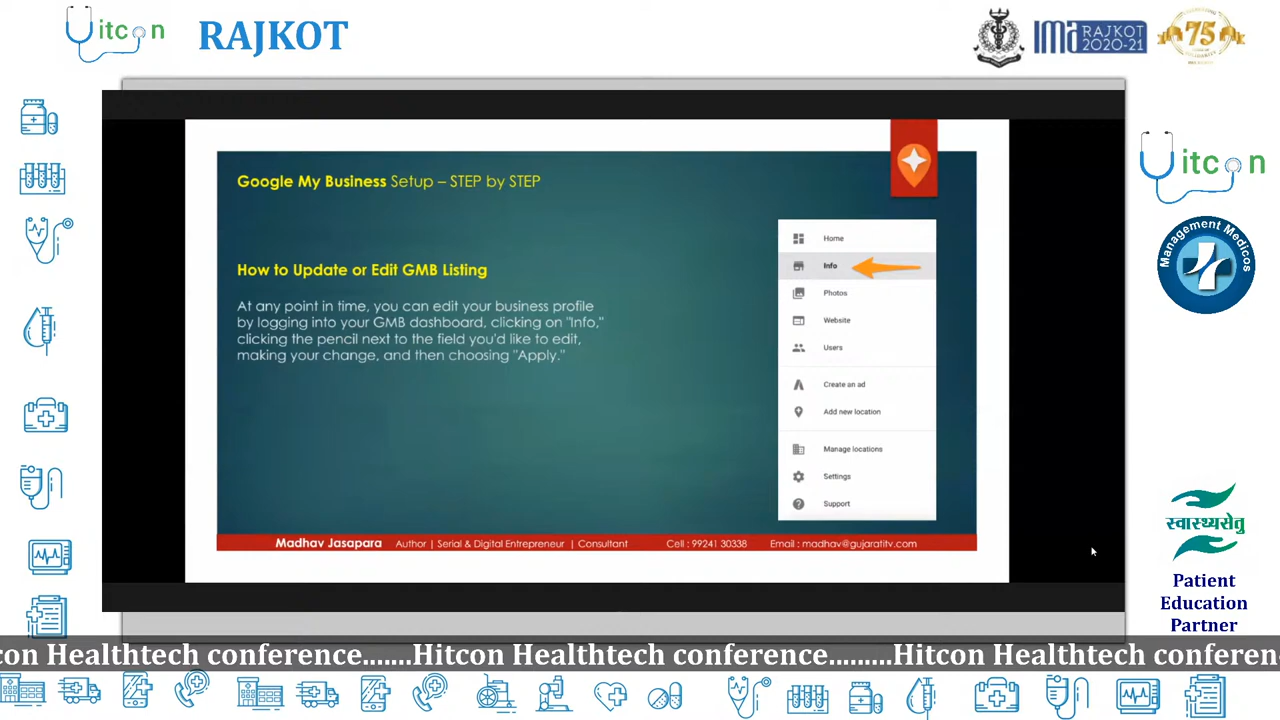 itcon RAJKOT
ima RAJKOT 2020-21
75
Google My Business Setup – STEP by STEP
How to Update or Edit GMB Listing
At any point in time, you can edit your business profile
by logging into your GMB dashboard, clicking on "Info,"
clicking the pencil next to the field you'd like to edit,
making your change, and then choosing "Apply."
Home
Info
Photos
Website
Users
Create an ad
Add new location
Manage locations
Settings
Support
Madhav Jasapara Author | Serial & Digital Entrepreneur | Consultant Cell : 99241 30338 Email : madhav@gujaratitv.com
itcon
Management Medicos
स्वास्थ्यसेतु
Patient
Education
Partner
con Healthtech conference.......Hitcon Healthtech conference.........Hitcon Healthtech conferen